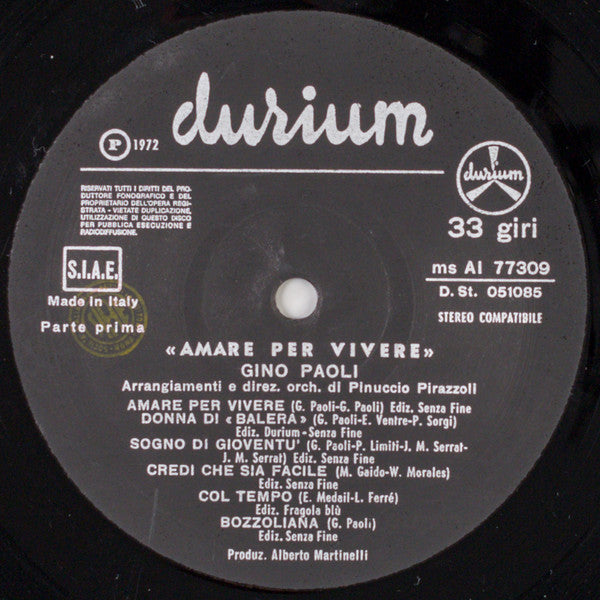 durium
P 1972
RISERVATI TUTTI I DIRITTI DEL PRO-
DUTTORE FONOGRAFICO E DEL
PROPRIETARIO DELL'OPERA REGI-
STRATA - VIETATE DUPLICAZIONE,
UTILIZZAZIONE DI QUESTO DISCO
PER PUBBLICA ESECUZIONE E
RADIODIFFUSIONE.
durium
33 giri
S.I.A.E.
ms AI 77309
Made in Italy
D. St. 051085
Parte prima
STEREO COMPATIBILE
«AMARE PER VIVERE»
GINO PAOLI
Arrangiamenti e direz. orch. di Pinuccio Pirazzoli
AMARE PER VIVERE (G. Paoli-G. Paoli) Ediz. Senza Fine
DONNA DI «BALERA» (G. Paoli-E. Ventre-P. Sorgi)
Ediz. Durium - Senza Fine
SOGNO DI GIOVENTU' (G. Paoli-P. Limiti-J. M. Serrat-
J. M. Serrat) Ediz. Senza Fine
CREDI CHE SIA FACILE (M. Gaido-W. Morales)
Ediz. Senza Fine
COL TEMPO (E. Medail-L. Ferré)
Ediz. Fragola blù
BOZZOLIANA (G. Paoli)
Ediz. Senza Fine
Produz. Alberto Martinelli